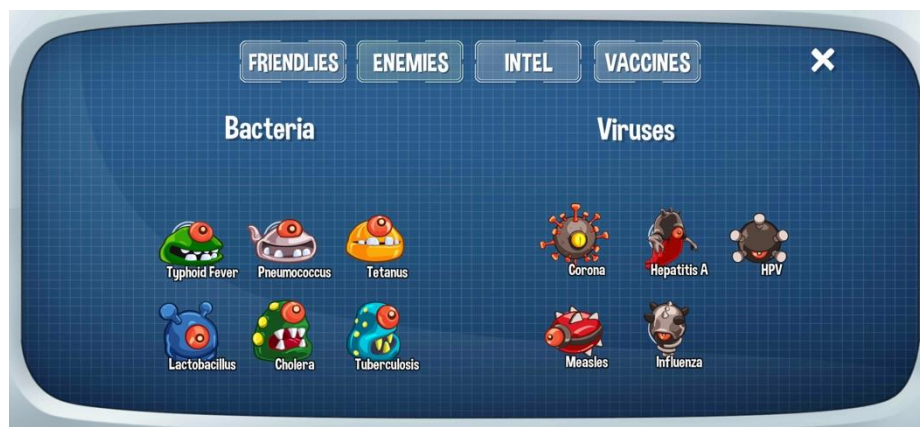 FRIENDLIES ENEMIES INTEL VACCINES
Bacteria
Viruses
Typhoid Fever Pneumococcus Tetanus
Lactobacillus Cholera Tuberculosis
Corona Hepatitis A HPV
Measles Influenza